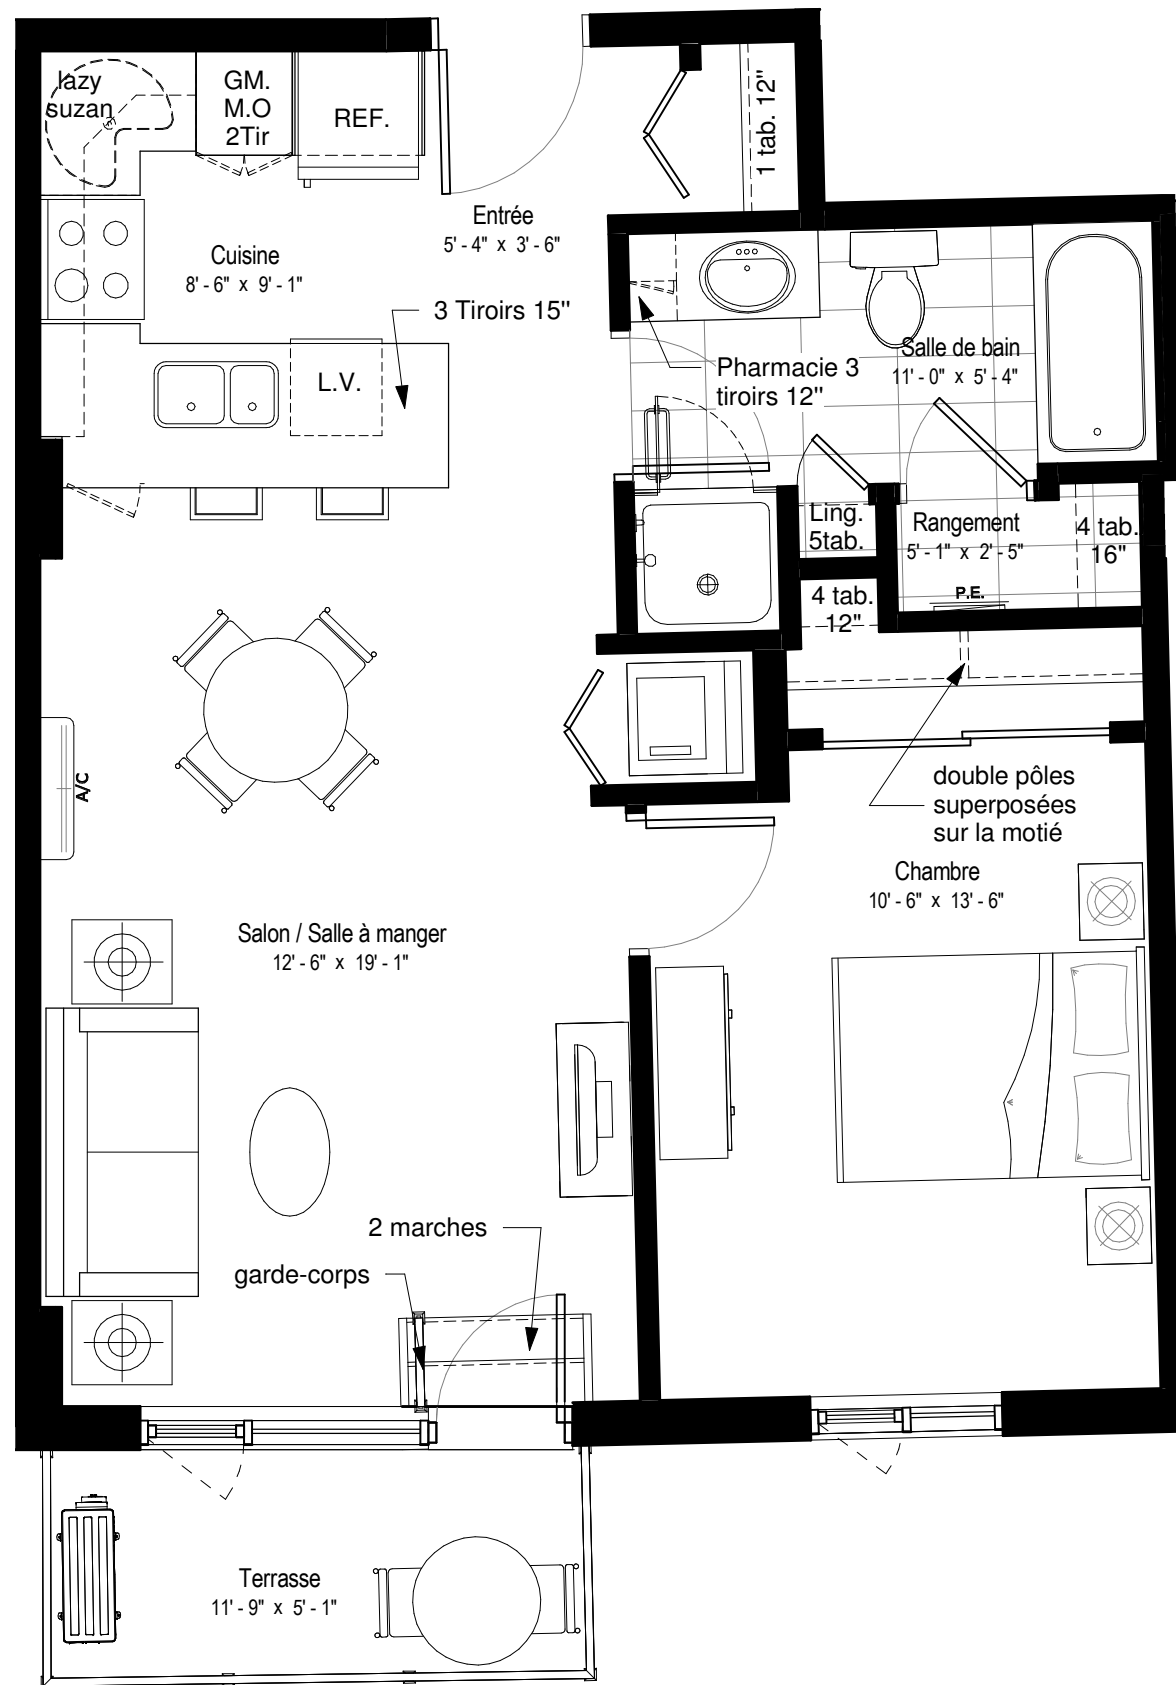 lazy
suzan
GM.
M.O
2Tir
REF.
1 tab. 12"
Entrée
5' - 4" x 3' - 6"
Cuisine
8' - 6" x 9' - 1"
3 Tiroirs 15"
L.V.
Salle de bain
11' - 0" x 5' - 4"
Pharmacie 3
tiroirs 12"
Ling.
5tab.
Rangement
5' - 1" x 2' - 5"
4 tab.
16"
P.E.
4 tab.
12"
A/C
double pôles
superposées
sur la motié
Chambre
10' - 6" x 13' - 6"
Salon / Salle à manger
12' - 6" x 19' - 1"
2 marches
garde-corps
Terrasse
11' - 9" x 5' - 1"